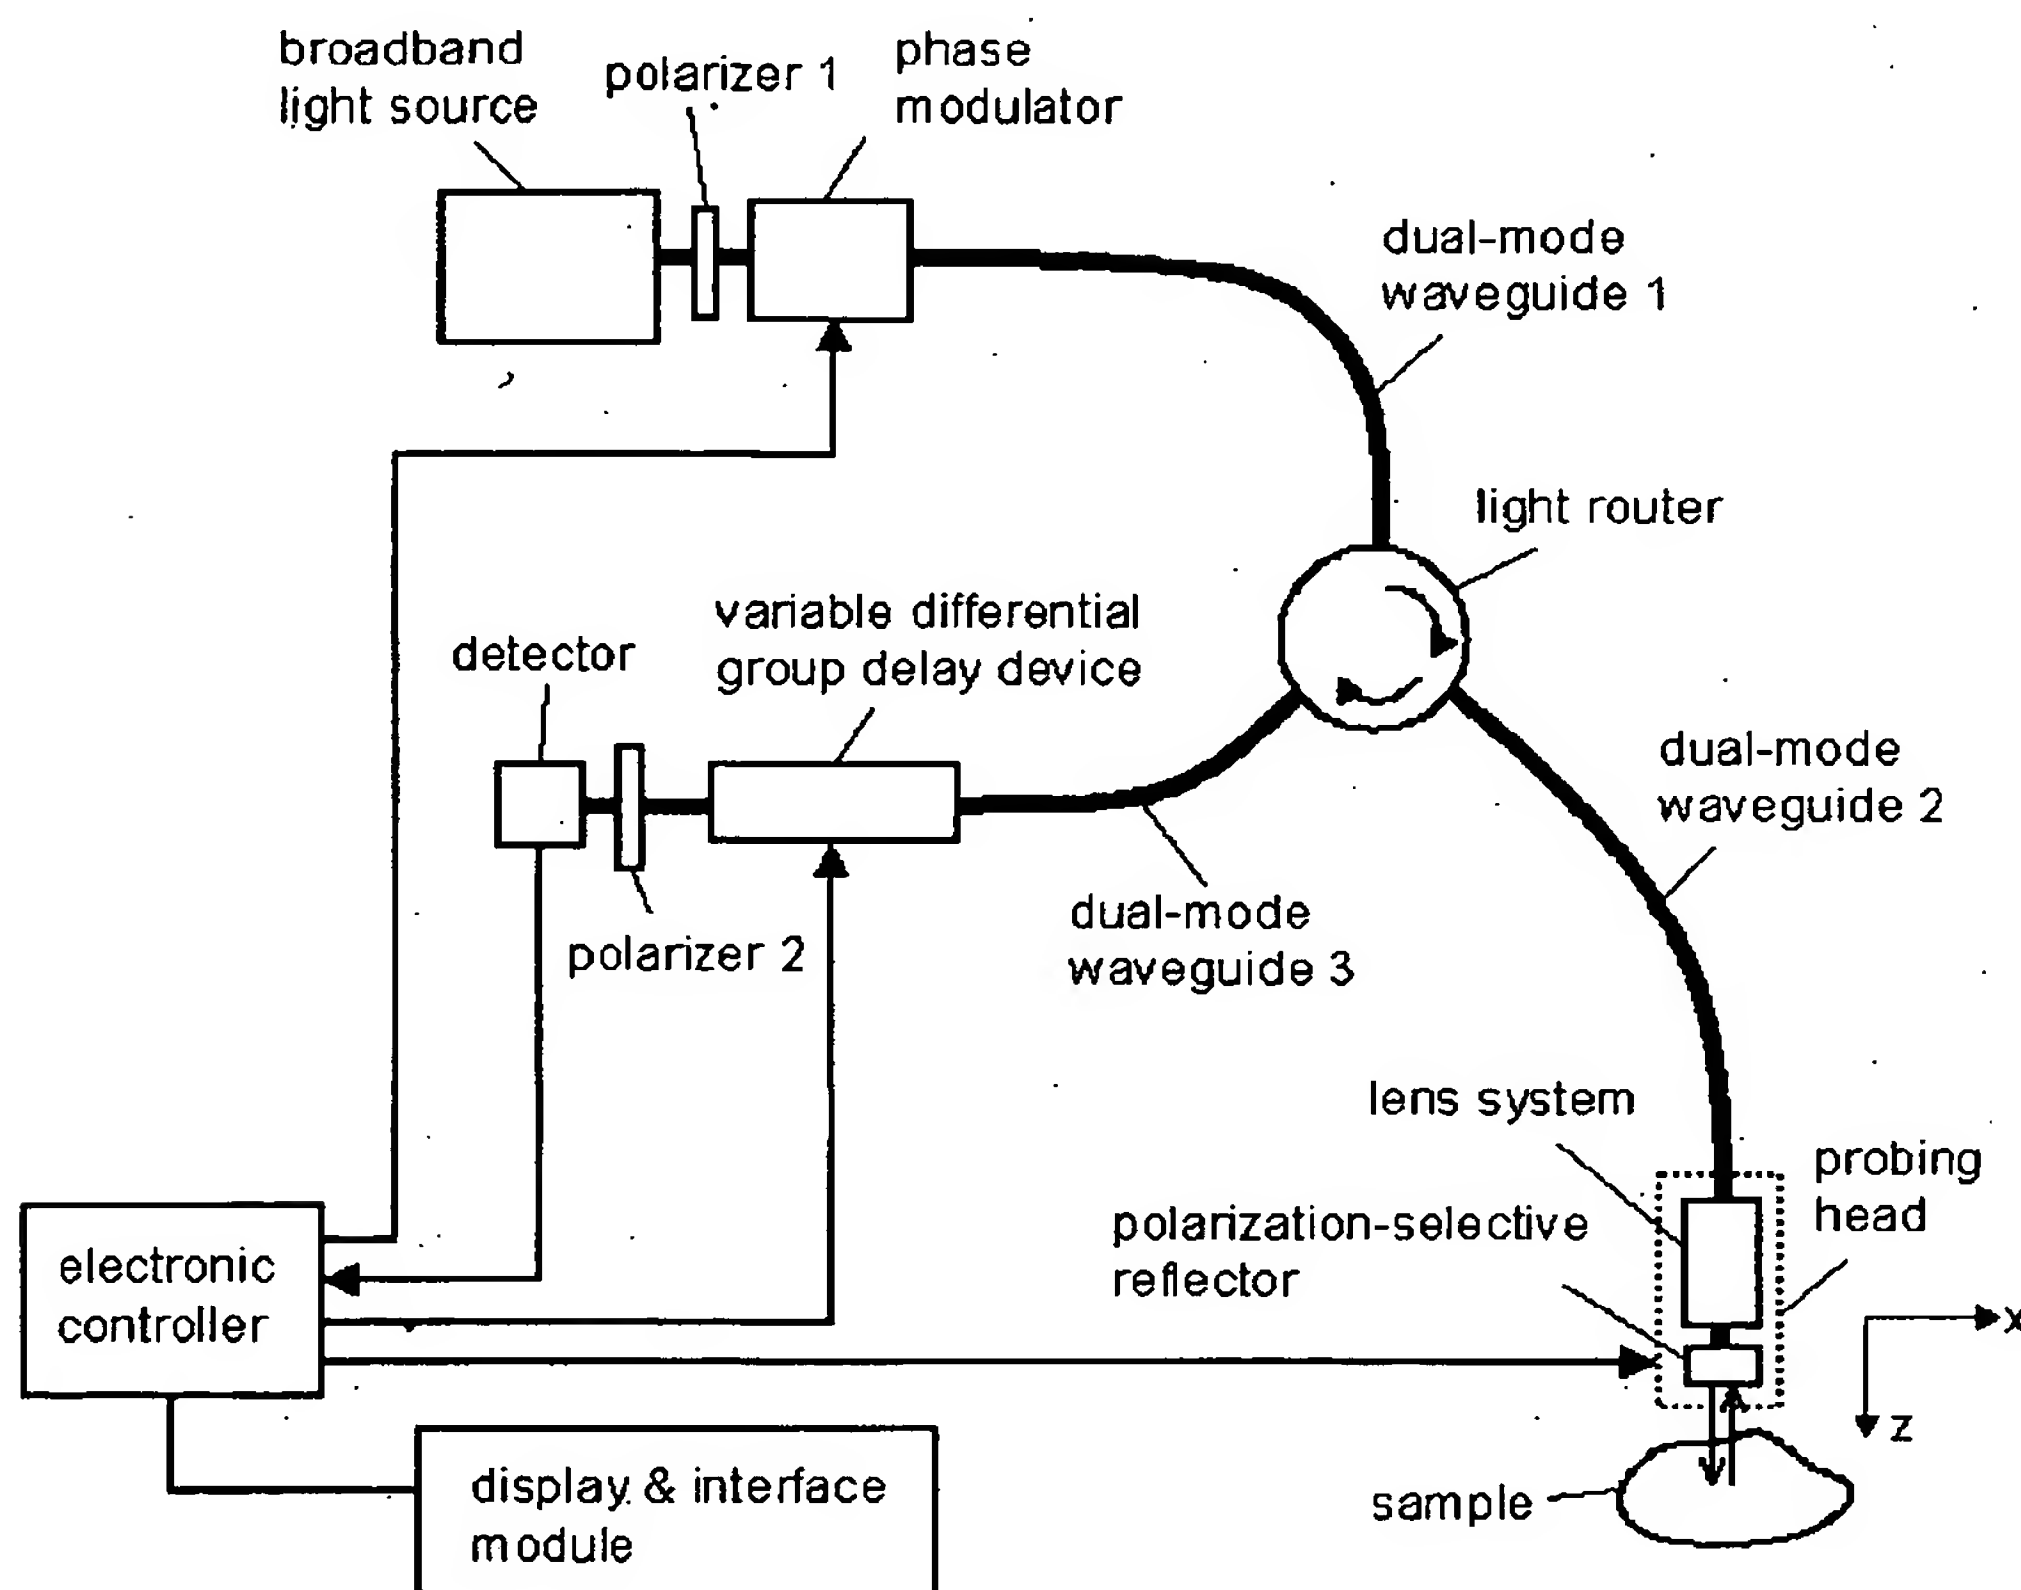 broadband
light source
polarizer 1
phase
modulator
dual-mode
waveguide 1
light router
variable differential
group delay device
detector
dual-mode
waveguide 2
polarizer 2
dual-mode
waveguide 3
lens system
probing
head
polarization-selective
reflector
electronic
controller
x
z
display & interface
module
sample